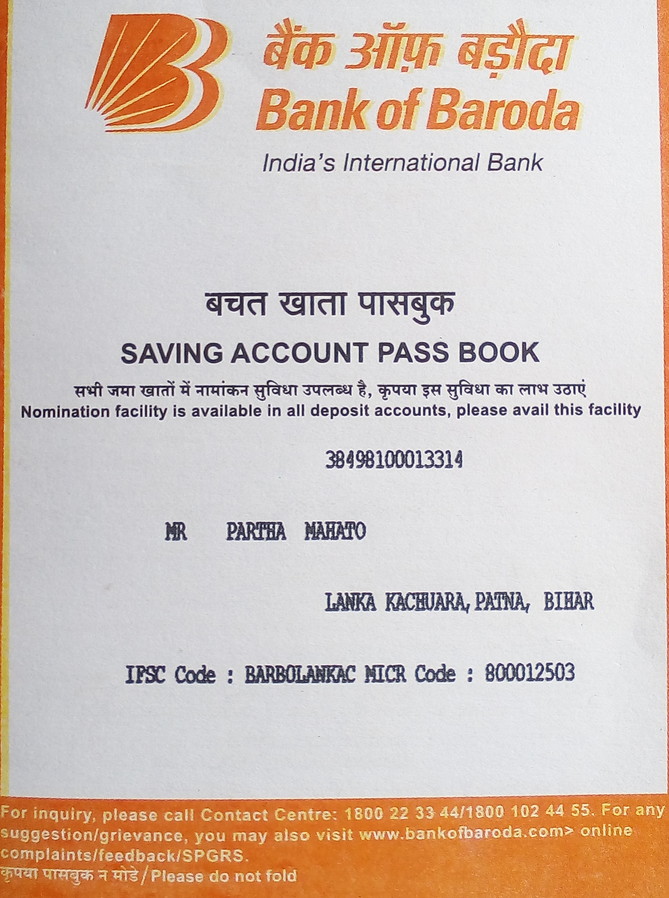 बैंक ऑफ़ बड़ौदा
Bank of Baroda
India's International Bank
बचत खाता पासबुक
SAVING ACCOUNT PASS BOOK
सभी जमा खातों में नामांकन सुविधा उपलब्ध है, कृपया इस सुविधा का लाभ उठाएं
Nomination facility is available in all deposit accounts, please avail this facility
38498100013314
MR PARTHA MAHATO
LANKA KACHUARA, PATNA, BIHAR
IFSC Code : BARBOLANKAC MICR Code : 800012503
For inquiry, please call Contact Centre: 1800 22 33 44/1800 102 44 55. For any
suggestion/grievance, you may also visit www.bankofbaroda.com> online
complaints/feedback/SPGRS.
कृपया पासबुक न मोडे/Please do not fold